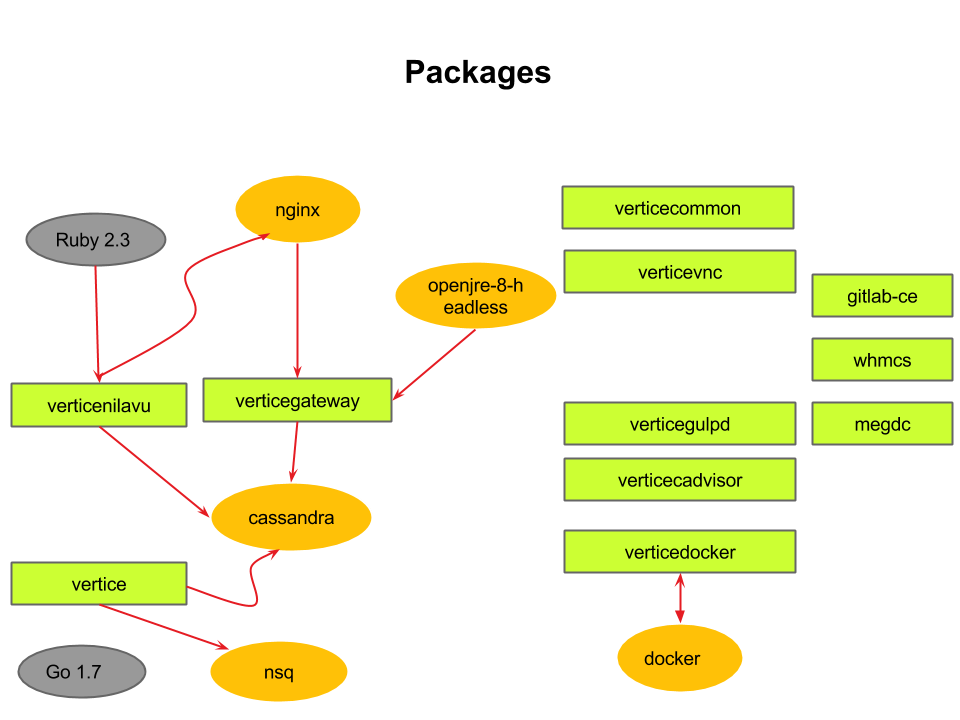 Packages
nginx
verticecommon
Ruby 2.3
verticevnc
openjre-8-h
eadless
gitlab-ce
whmcs
verticenilavu
verticegateway
verticegulpd
megdc
verticecadvisor
cassandra
verticedocker
vertice
docker
Go 1.7
nsq